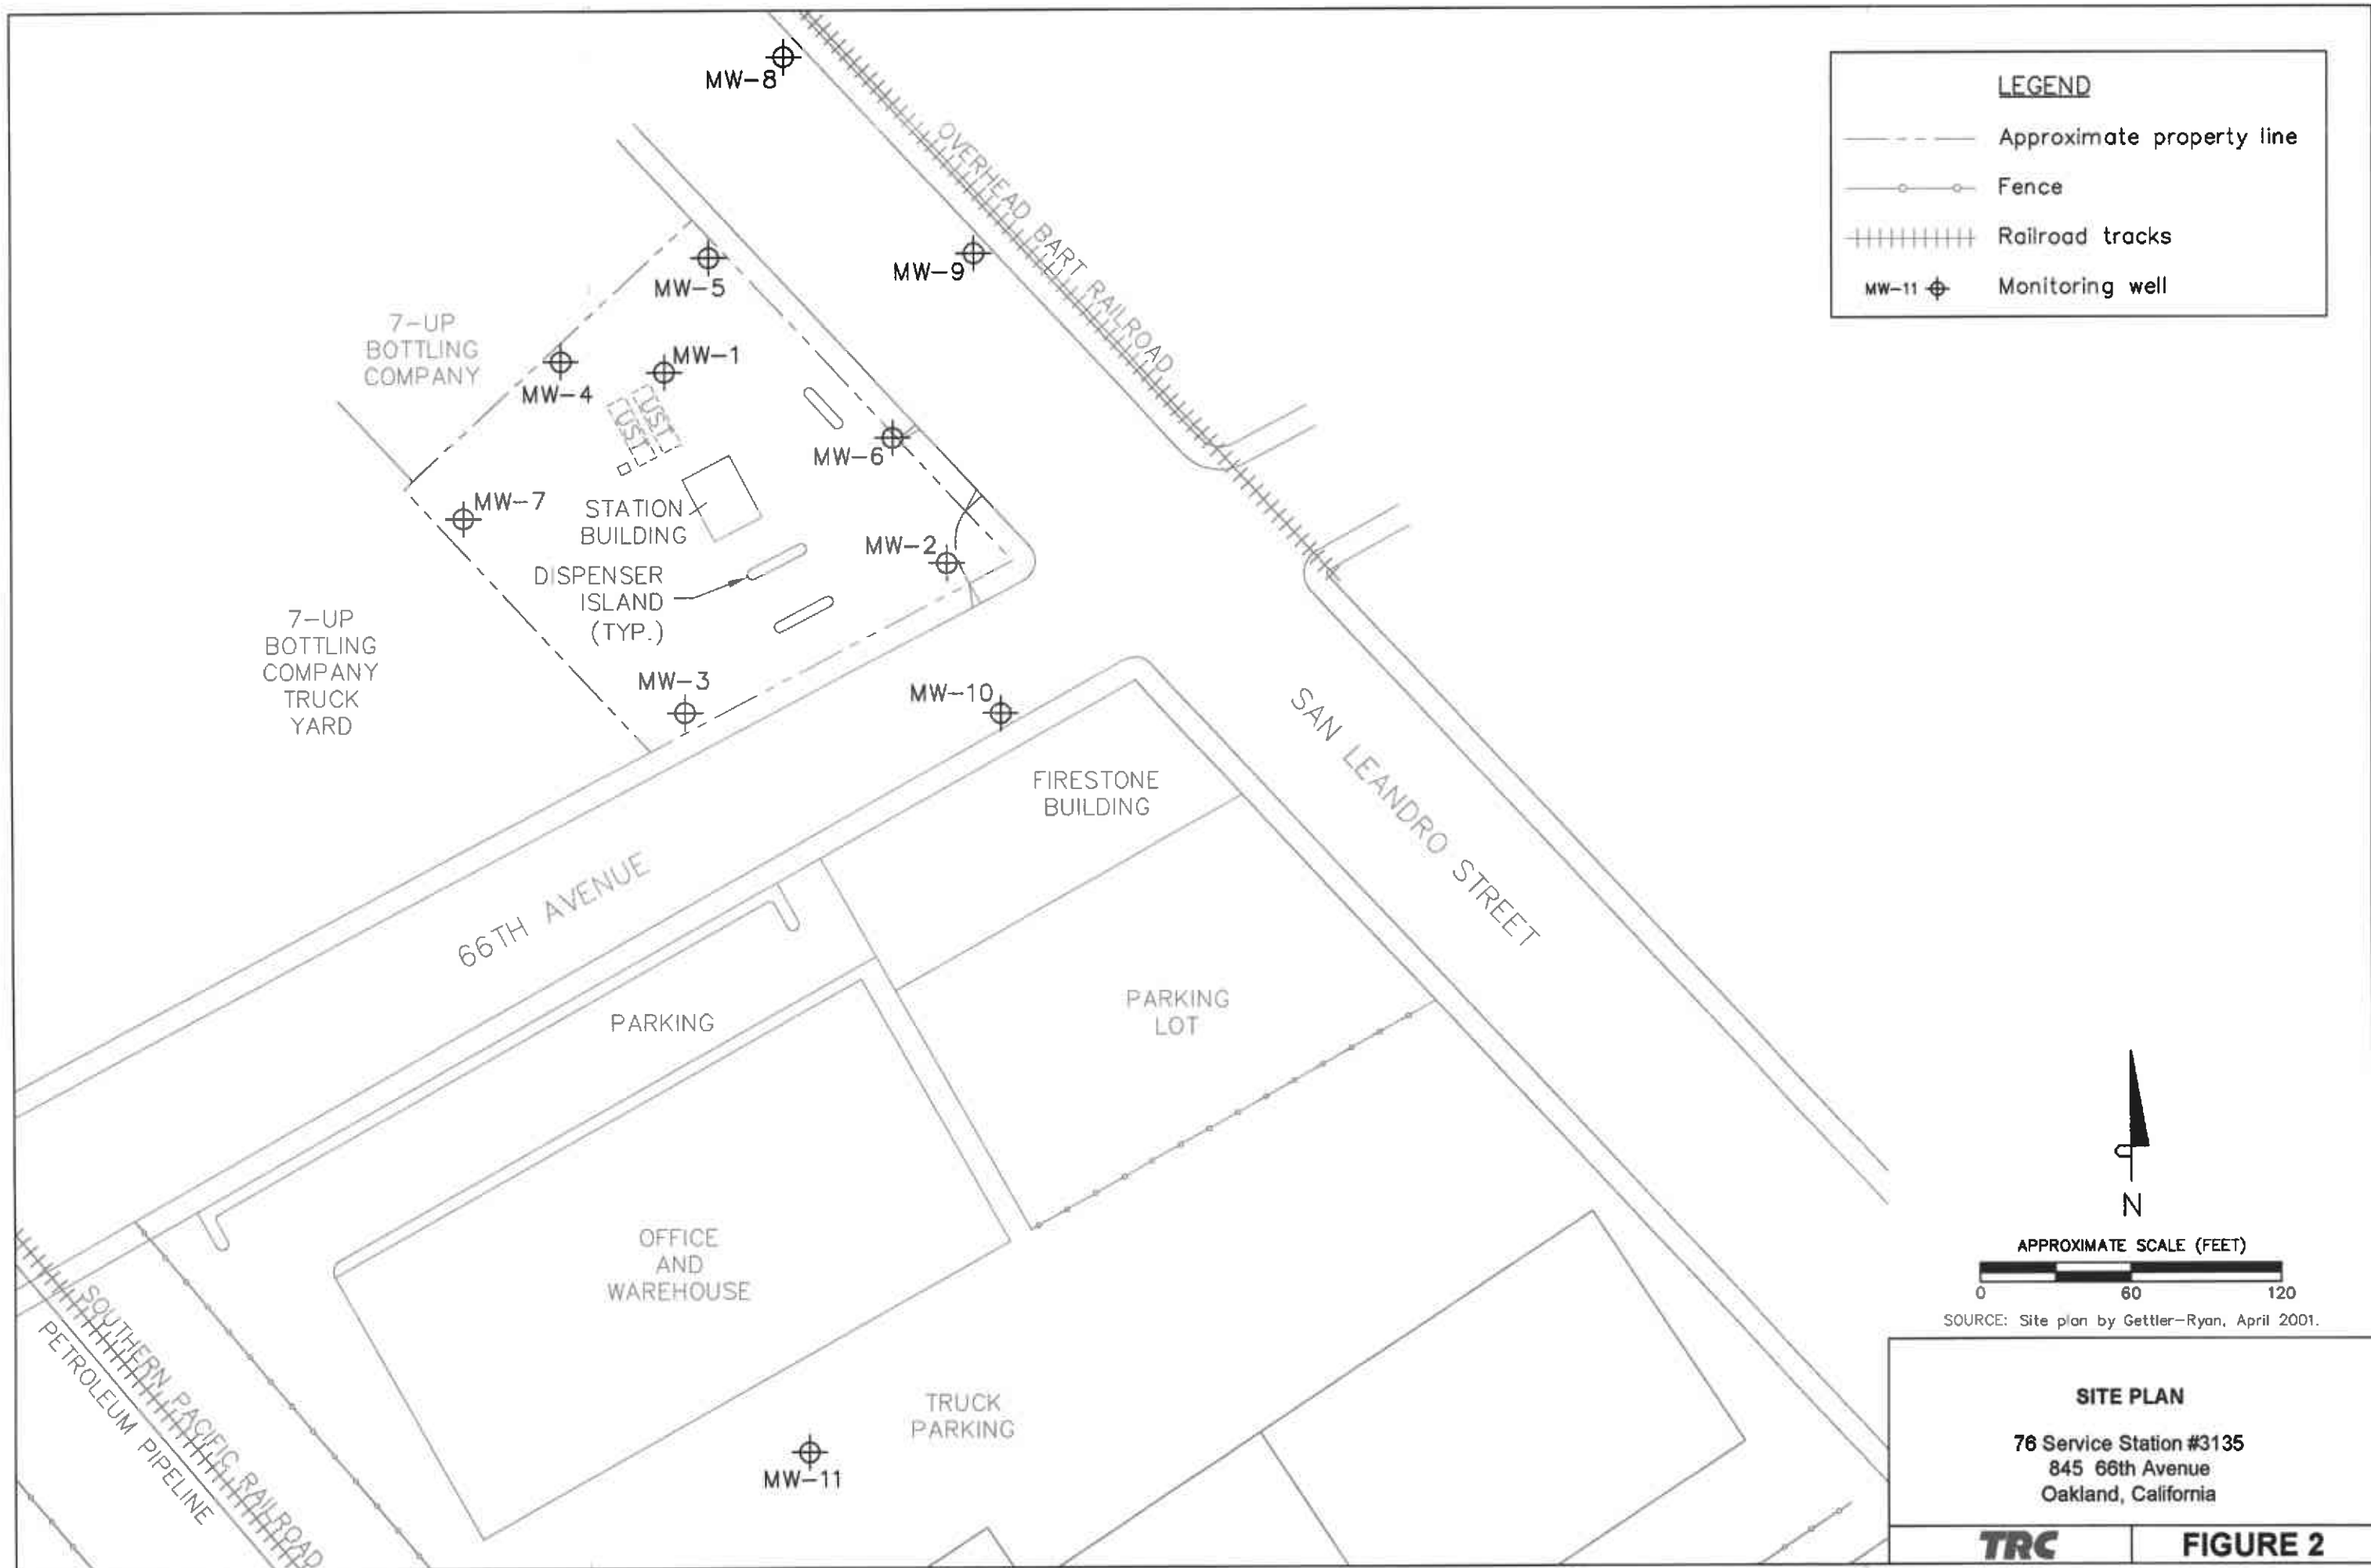 MW-8
OVERHEAD BART RAILROAD
MW-9
MW-5
7-UP
BOTTLING
COMPANY
MW-1
MW-4
UST
UST
MW-6
MW-7
STATION
BUILDING
MW-2
DISPENSER
ISLAND
(TYP.)
7-UP
BOTTLING
COMPANY
TRUCK
YARD
MW-3
MW-10
SAN LEANDRO STREET
FIRESTONE
BUILDING
66TH AVENUE
PARKING
PARKING
LOT
OFFICE
AND
WAREHOUSE
SOUTHERN PACIFIC RAILROAD
PETROLEUM PIPELINE
TRUCK
PARKING
MW-11
LEGEND
Approximate property line
Fence
Railroad tracks
MW-11 Monitoring well
N
APPROXIMATE SCALE (FEET)
0 60 120
SOURCE: Site plan by Gettler-Ryan, April 2001.
SITE PLAN
76 Service Station #3135
845 66th Avenue
Oakland, California
TRC FIGURE 2